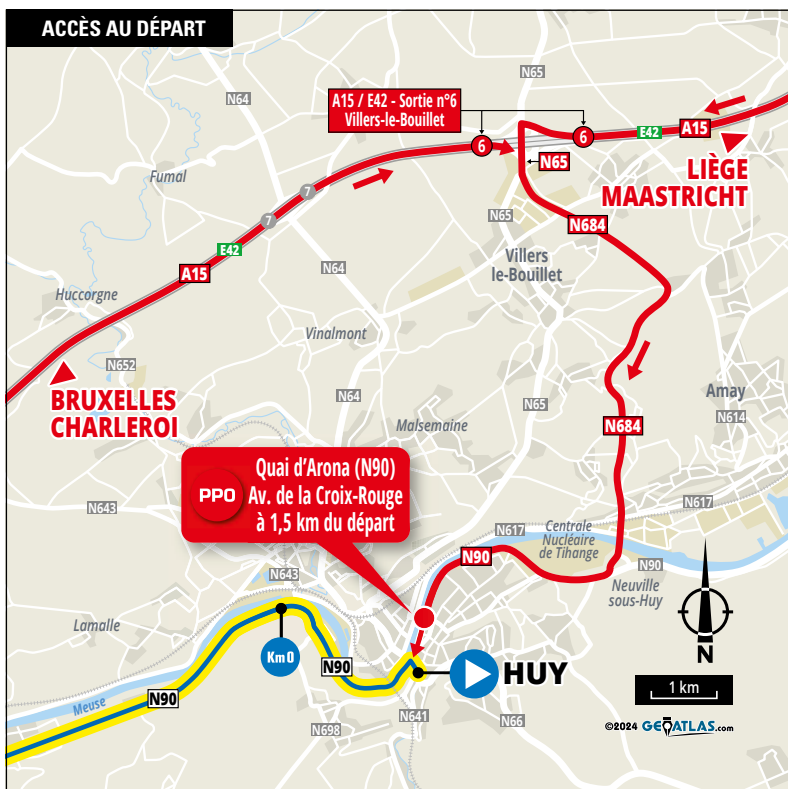 ACCÈS AU DÉPART
N65
N64
A15 / E42 - Sortie n°6
Villers-le-Bouillet
6
6
E42
A15
N65
LIÈGE
MAASTRICHT
Fumal
7
7
N65
N684
E42
A15
Villers
le-Bouillet
N64
Huccorgne
Vinalmont
N652
BRUXELLES
CHARLEROI
N64
N65
Amay
N614
Malsemaine
N684
PPO
Quai d'Arona (N90)
Av. de la Croix-Rouge
à 1,5 km du départ
N643
N617
N617
Centrale
Nucléaire
de Tihange
N90
N90
N643
Neuville
sous-Huy
Lamalle
Km 0
N90
HUY
N
N90
Meuse
N641
N66
N698
1 km
©2024 GEOATLAS.com